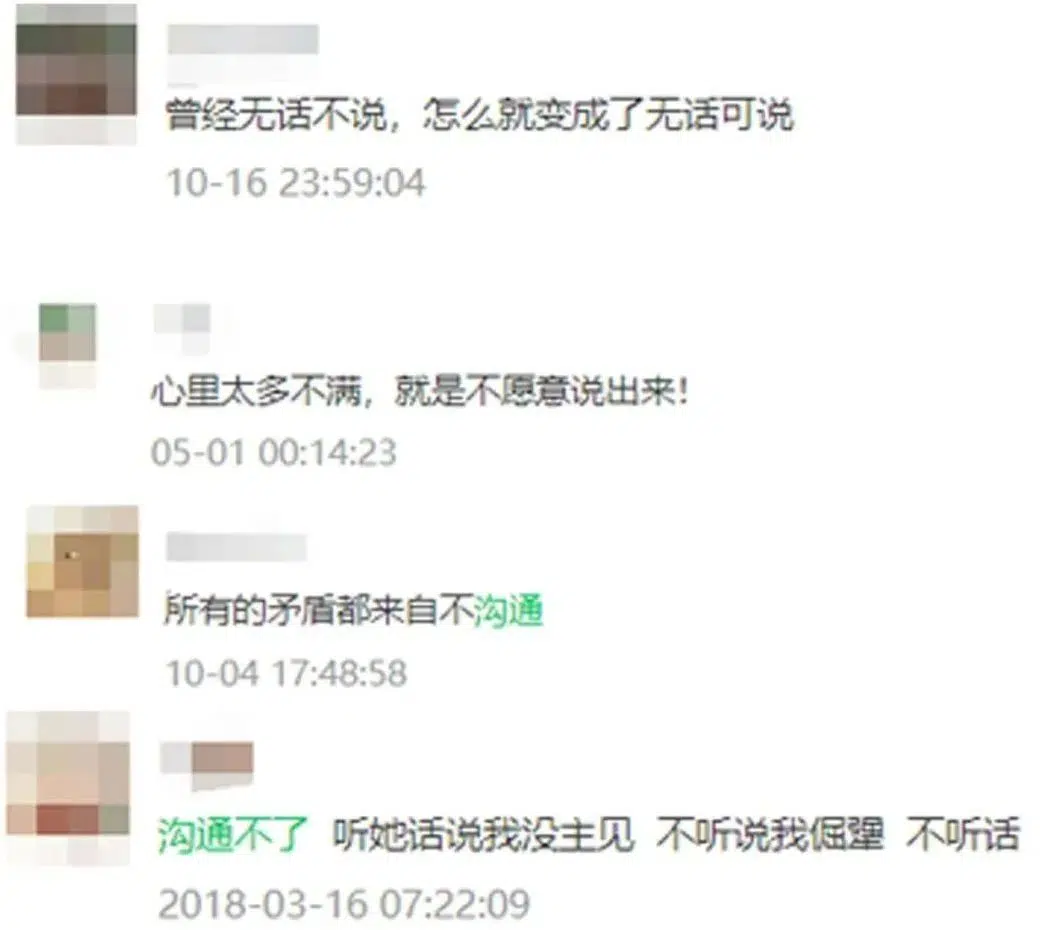 曾经无话不说，怎么就变成了无话可说
10-16 23:59:04
心里太多不满，就是不愿意说出来！
05-01 00:14:23
所有的矛盾都来自不沟通
10-04 17:48:58
沟通不了 听她话说我没主见 不听说我倔犟 不听话
2018-03-16 07:22:09